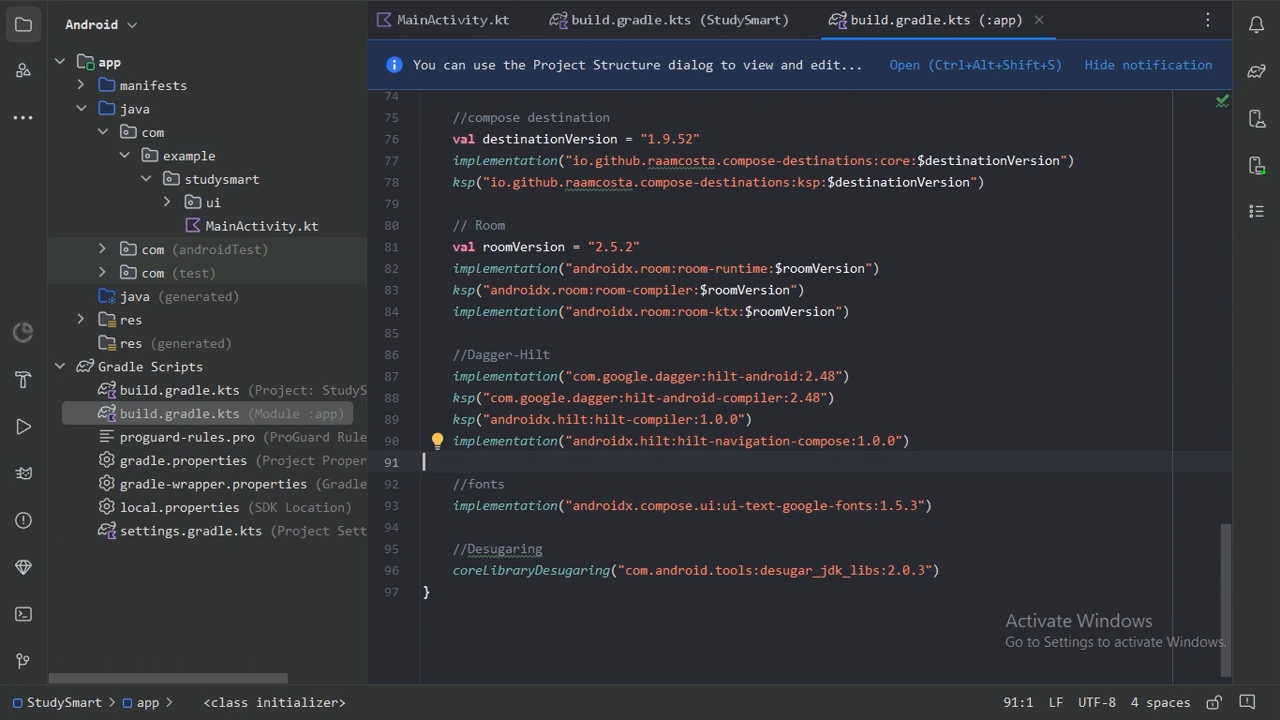 Android
MainActivity.kt
build.gradle.kts (StudySmart)
build.gradle.kts (:app)
You can use the Project Structure dialog to view and edit...
Open (Ctrl+Alt+Shift+S)
Hide notification
app
manifests
java
com
example
studysmart
ui
MainActivity.kt
com (androidTest)
com (test)
java (generated)
res
res (generated)
Gradle Scripts
build.gradle.kts (Project: StudyS
build.gradle.kts (Module :app)
proguard-rules.pro (ProGuard Rule
gradle.properties (Project Proper
gradle-wrapper.properties (Gradle
local.properties (SDK Location)
settings.gradle.kts (Project Sett
74
75 //compose destination
76 val destinationVersion = "1.9.52"
77 implementation("io.github.raamcosta.compose-destinations:core:$destinationVersion")
78 ksp("io.github.raamcosta.compose-destinations:ksp:$destinationVersion")
79
80 // Room
81 val roomVersion = "2.5.2"
82 implementation("androidx.room:room-runtime:$roomVersion")
83 ksp("androidx.room:room-compiler:$roomVersion")
84 implementation("androidx.room:room-ktx:$roomVersion")
85
86 //Dagger-Hilt
87 implementation("com.google.dagger:hilt-android:2.48")
88 ksp("com.google.dagger:hilt-android-compiler:2.48")
89 ksp("androidx.hilt:hilt-compiler:1.0.0")
90 implementation("androidx.hilt:hilt-navigation-compose:1.0.0")
91
92 //fonts
93 implementation("androidx.compose.ui:ui-text-google-fonts:1.5.3")
94
95 //Desugaring
96 coreLibraryDesugaring("com.android.tools:desugar_jdk_libs:2.0.3")
97 }
Activate Windows
Go to Settings to activate Windows.
StudySmart
app
<class initializer>
91:1
LF
UTF-8
4 spaces